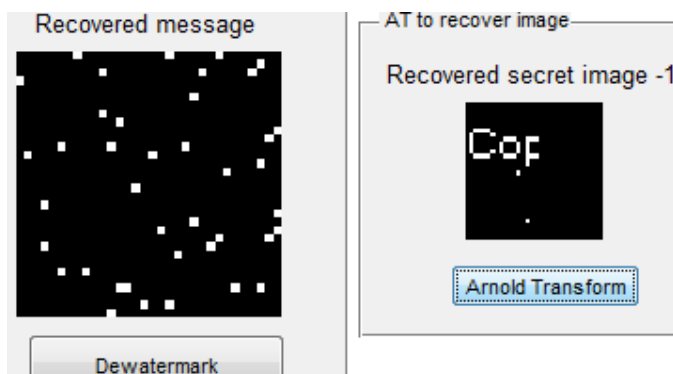 Recovered message
Dewatermark
AT to recover image
Recovered secret image -1
Cop
Arnold Transform